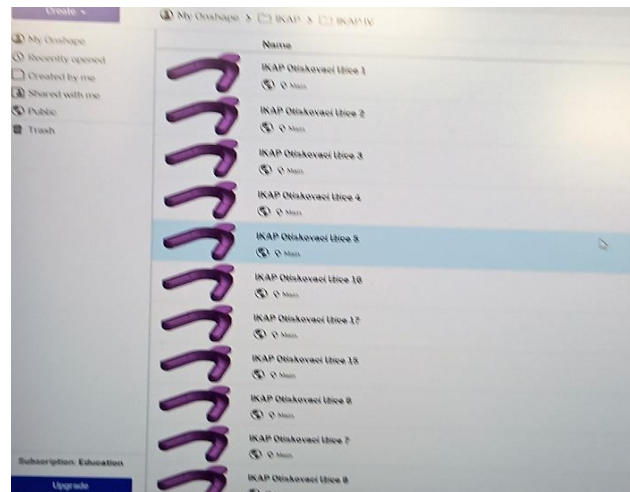 Create
My Onshape > IKAP > IKAP IV
My Onshape
Recently opened
Created by me
Shared with me
Public
Trash
Name
IKAP Otiskovací lžíce 1
Main
IKAP Otiskovací lžíce 2
Main
IKAP Otiskovací lžíce 3
Main
IKAP Otiskovací lžíce 4
Main
IKAP Otiskovací lžíce 5
Main
IKAP Otiskovací lžíce
Main
IKAP Otiskovací lžíce 17
Main
IKAP Otiskovací lžíce 15
Main
IKAP Otiskovací lžíce
Main
IKAP Otiskovací lžíce 7
Main
IKAP Otiskovací lžíce
Subscription: Education
Upgrade